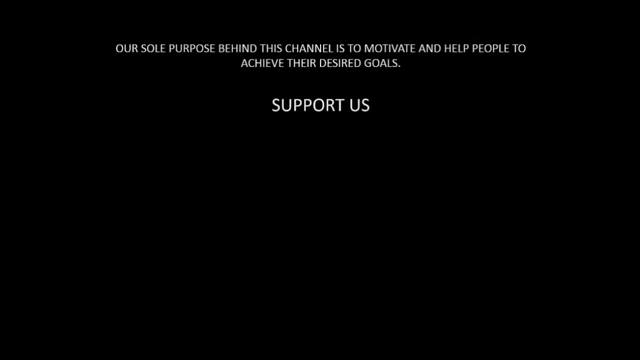 OUR SOLE PURPOSE BEHIND THIS CHANNEL IS TO MOTIVATE AND HELP PEOPLE TO
ACHIEVE THEIR DESIRED GOALS.
SUPPORT US